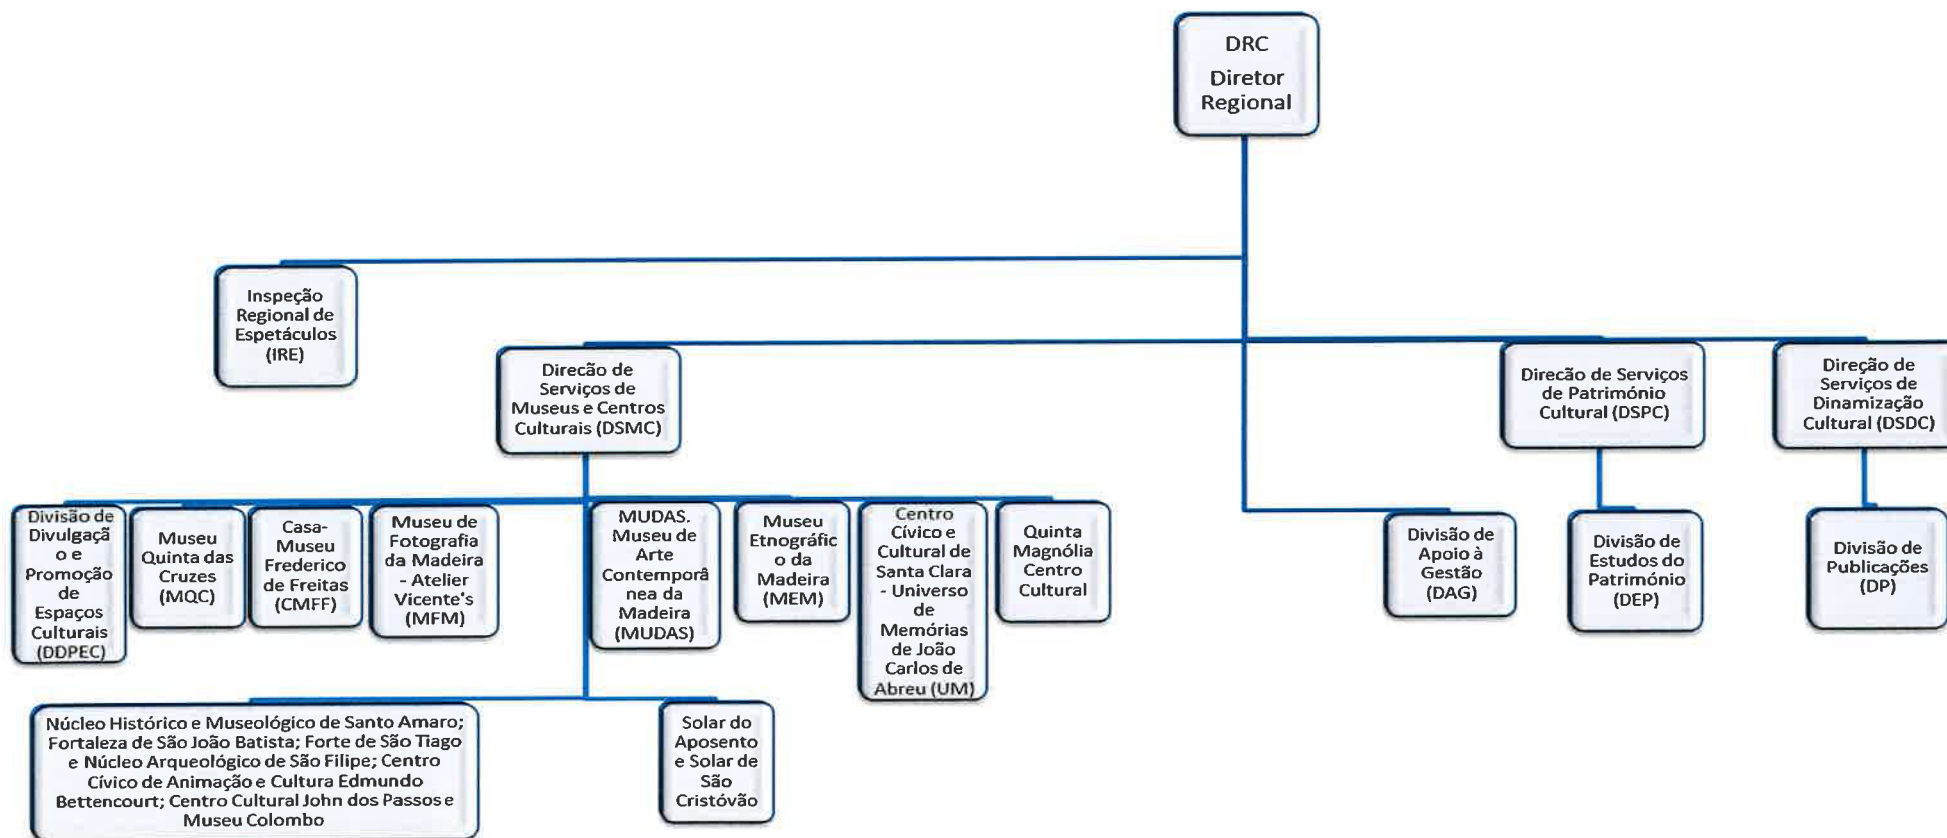 DRC
Diretor
Regional
Inspeção
Regional de
Espetáculos
(IRE)
Direcão de
Serviços de
Museus e Centros
Culturais (DSMC)
Direcão de Serviços
de Património
Cultural (DSPC)
Direção de
Serviços de
Dinamização
Cultural (DSDC)
Divisão de
Divulgaçã
o e
Promoção
de
Espaços
Culturais
(DDPEC)
Museu
Quinta das
Cruzes
(MQC)
Casa-
Museu
Frederico
de Freitas
(CMFF)
Museu de
Fotografia
da Madeira
- Atelier
Vicente's
(MFM)
MUDAS.
Museu de
Arte
Contemporâ
nea da
Madeira
(MUDAS)
Museu
Etnográfic
o da
Madeira
(MEM)
Centro
Cívico e
Cultural de
Santa Clara
- Universo
de
Memórias
de João
Carlos de
Abreu (UM)
Quinta
Magnólia
Centro
Cultural
Divisão de
Apoio à
Gestão
(DAG)
Divisão de
Estudos do
Património
(DEP)
Divisão de
Publicações
(DP)
Núcleo Histórico e Museológico de Santo Amaro;
Fortaleza de São João Batista; Forte de São Tiago
e Núcleo Arqueológico de São Filipe; Centro
Cívico de Animação e Cultura Edmundo
Bettencourt; Centro Cultural John dos Passos e
Museu Colombo
Solar do
Aposento
e Solar de
São
Cristóvão